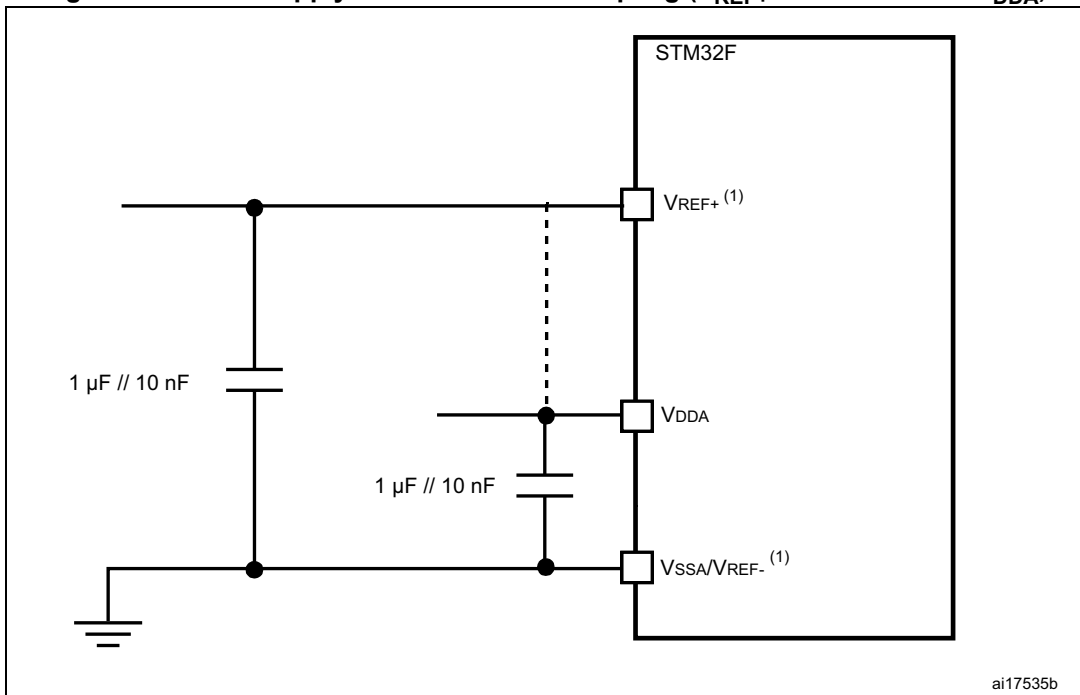 STM32F
VREF+ (1)
1 µF // 10 nF
VDDA
1 µF // 10 nF
VSSA/VREF- (1)
ai17535b